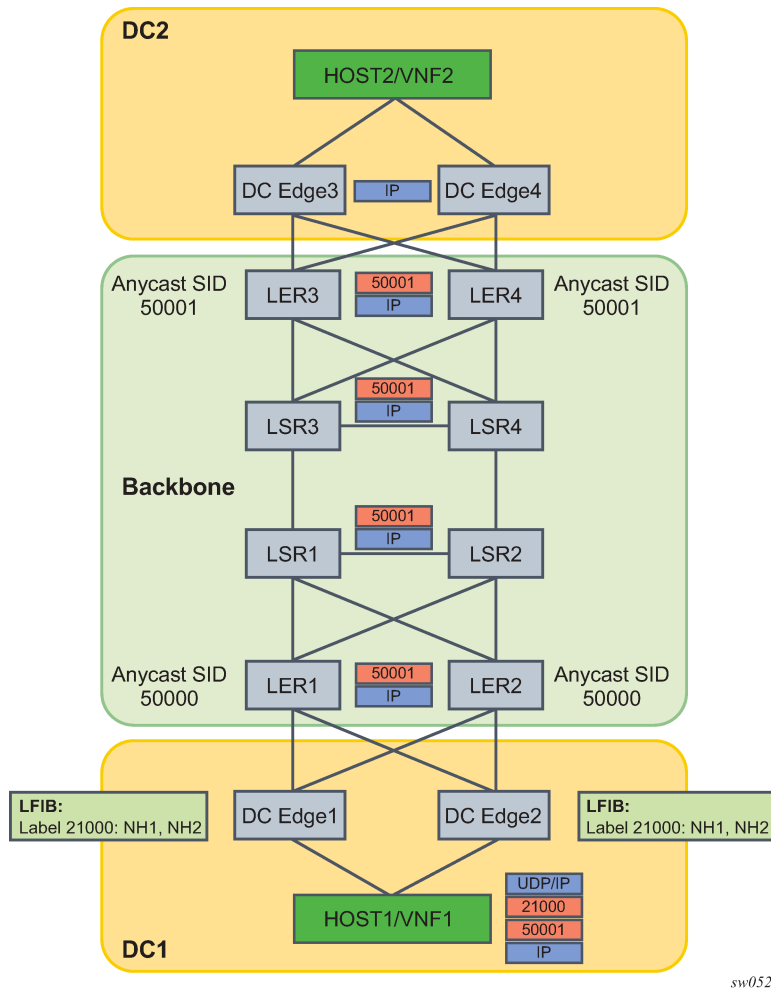 DC2
HOST2/VNF2
DC Edge3
IP
DC Edge4
Anycast SID
50001
LER3
50001
IP
LER4
Anycast SID
50001
LSR3
50001
IP
LSR4
Backbone
LSR1
50001
IP
LSR2
Anycast SID
50000
LER1
50001
IP
LER2
Anycast SID
50000
LFIB:
Label 21000: NH1, NH2
DC Edge1
DC Edge2
LFIB:
Label 21000: NH1, NH2
HOST1/VNF1
UDP/IP
21000
50001
IP
DC1
sw052